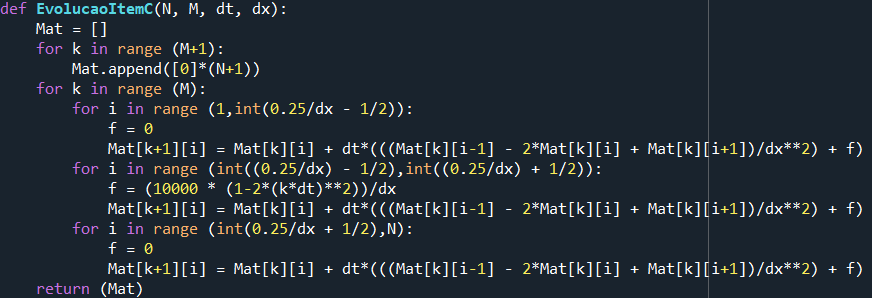 def EvolucaoItemC(N, M, dt, dx):
    Mat = []
    for k in range (M+1):
        Mat.append([0]*(N+1))
    for k in range (M):
        for i in range (1,int(0.25/dx - 1/2)):
            f = 0
            Mat[k+1][i] = Mat[k][i] + dt*(((Mat[k][i-1] - 2*Mat[k][i] + Mat[k][i+1])/dx**2) + f)
        for i in range (int((0.25/dx) - 1/2),int((0.25/dx) + 1/2)):
            f = (10000 * (1-2*(k*dt)**2))/dx
            Mat[k+1][i] = Mat[k][i] + dt*(((Mat[k][i-1] - 2*Mat[k][i] + Mat[k][i+1])/dx**2) + f)
        for i in range (int(0.25/dx + 1/2),N):
            f = 0
            Mat[k+1][i] = Mat[k][i] + dt*(((Mat[k][i-1] - 2*Mat[k][i] + Mat[k][i+1])/dx**2) + f)
    return (Mat)